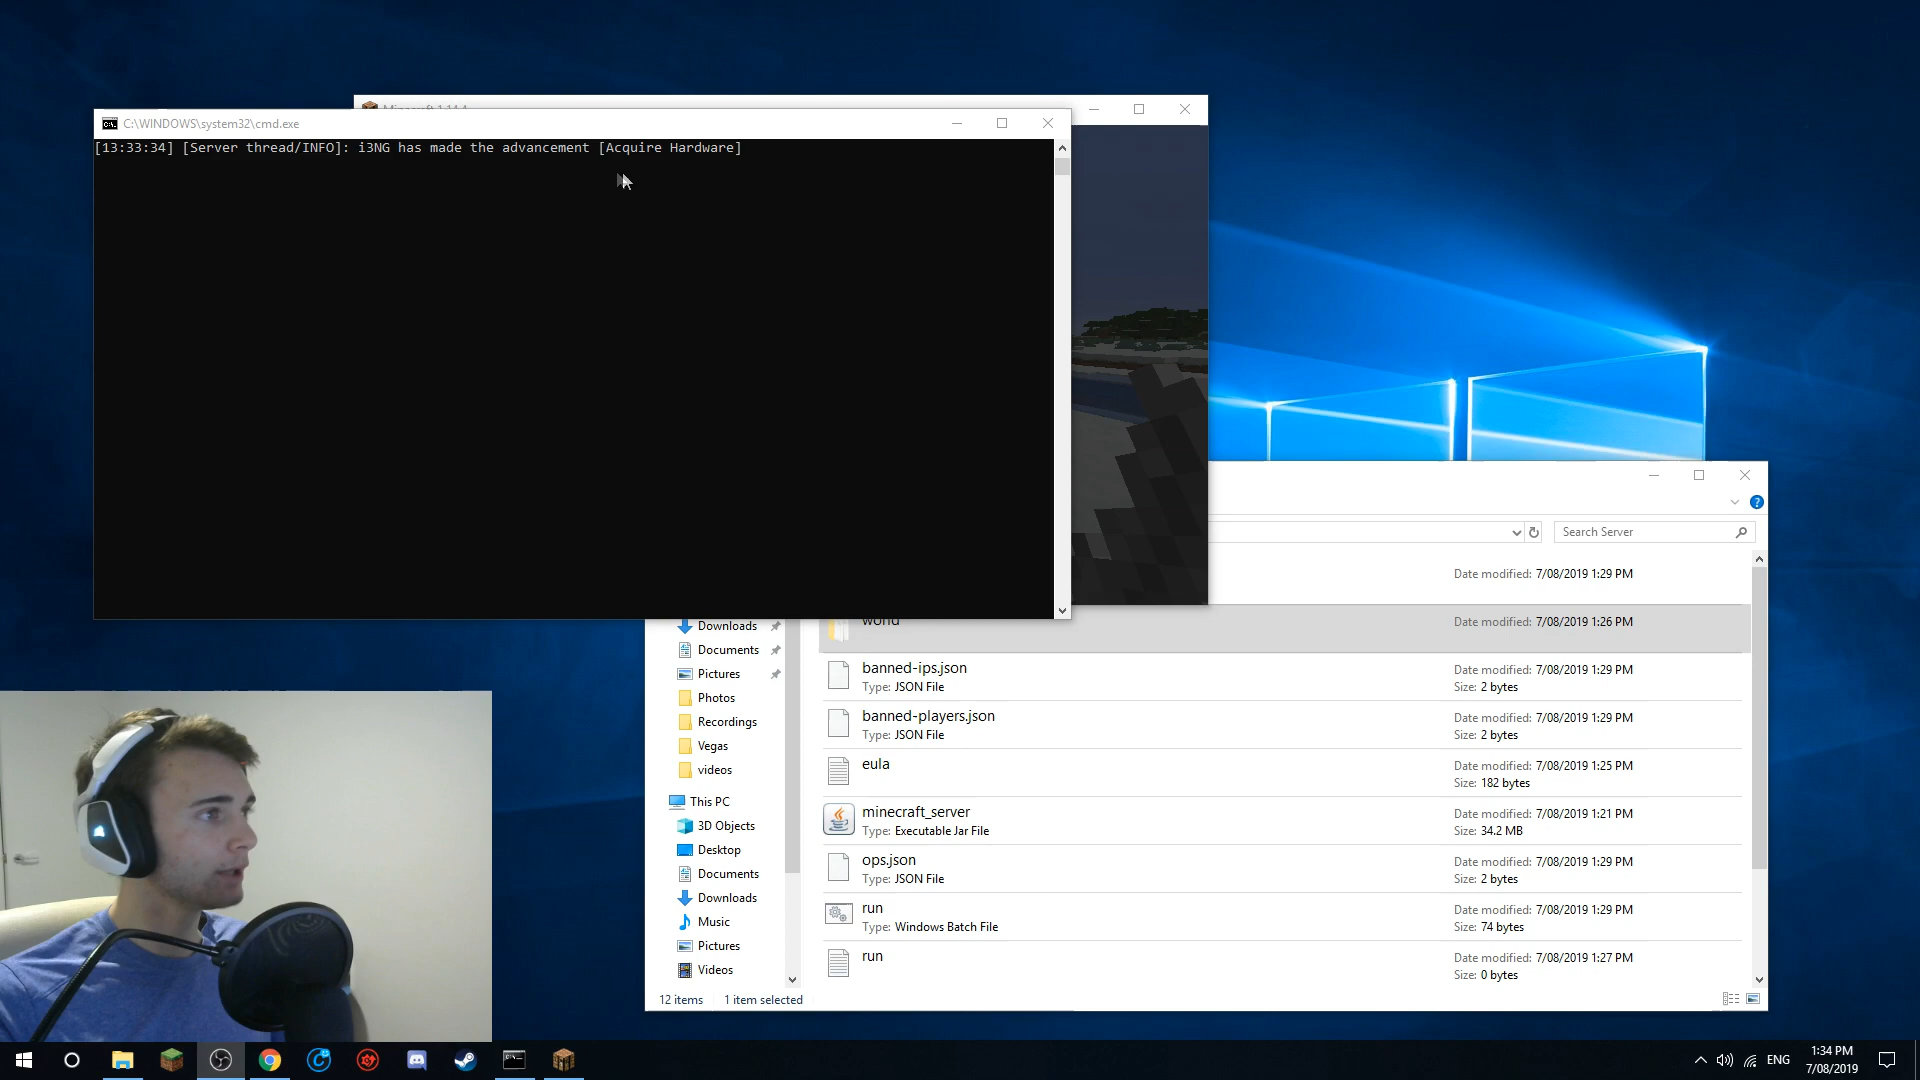 Minecraft 1.14.4
C:\WINDOWS\system32\cmd.exe
[13:33:34] [Server thread/INFO]: i3NG has made the advancement [Acquire Hardware]
Search Server
Date modified: 7/08/2019 1:29 PM
world
Date modified: 7/08/2019 1:26 PM
banned-ips.json
Type: JSON File
Date modified: 7/08/2019 1:29 PM
Size: 2 bytes
banned-players.json
Type: JSON File
Date modified: 7/08/2019 1:29 PM
Size: 2 bytes
eula
Date modified: 7/08/2019 1:25 PM
Size: 182 bytes
minecraft_server
Type: Executable Jar File
Date modified: 7/08/2019 1:21 PM
Size: 34.2 MB
ops.json
Type: JSON File
Date modified: 7/08/2019 1:29 PM
Size: 2 bytes
run
Type: Windows Batch File
Date modified: 7/08/2019 1:29 PM
Size: 74 bytes
run
Date modified: 7/08/2019 1:27 PM
Size: 0 bytes
Downloads
Documents
Pictures
Photos
Recordings
Vegas
videos
This PC
3D Objects
Desktop
Documents
Downloads
Music
Pictures
Videos
12 items 1 item selected
ENG
1:34 PM
7/08/2019